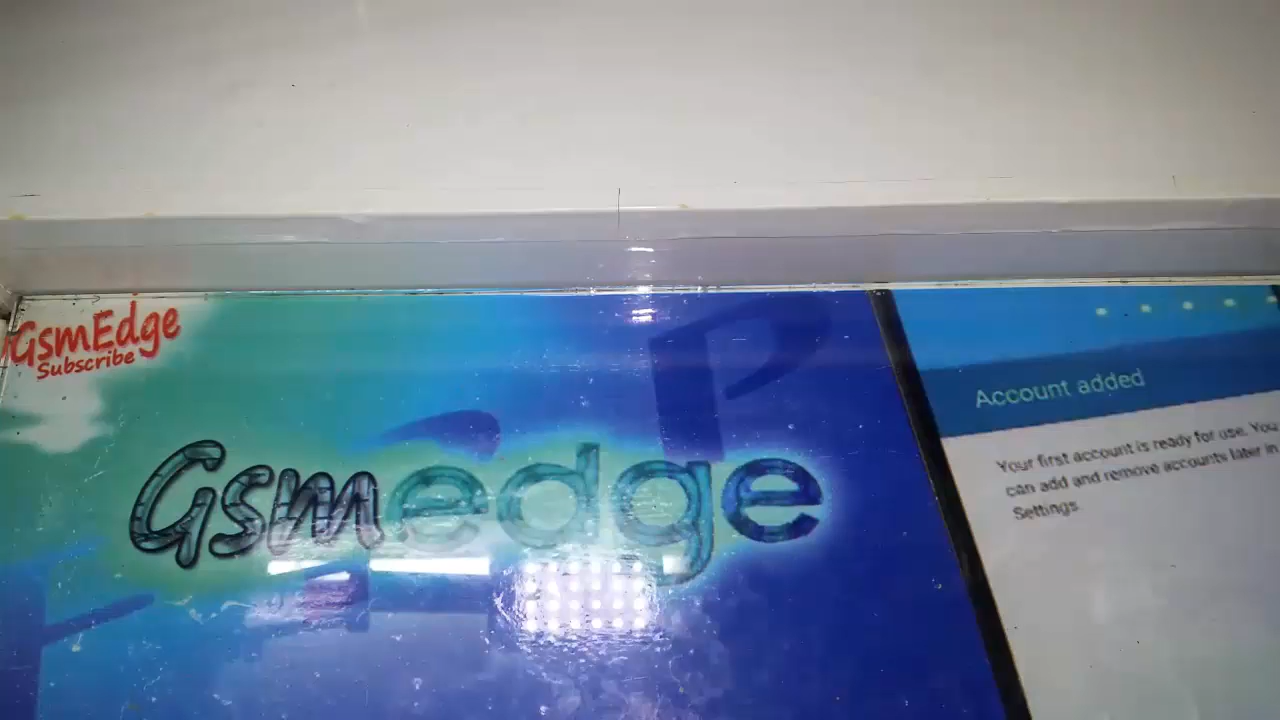 GsmEdge
Subscribe
Gsmedge
Account added
Your first account is ready for use. You
can add and remove accounts later in
Settings